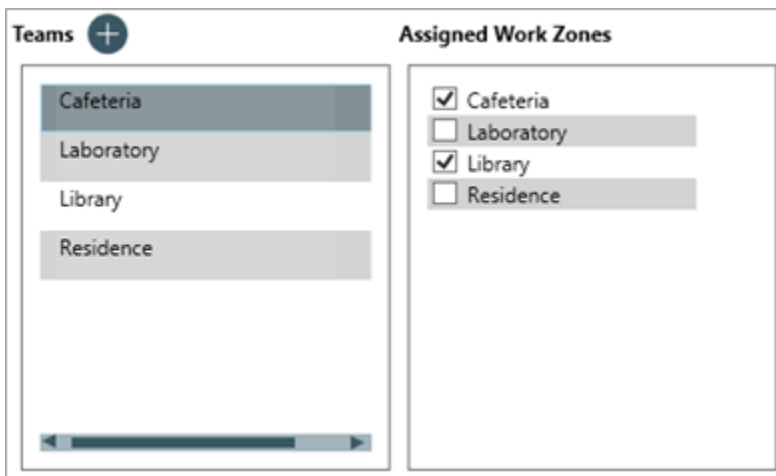 Teams
Cafeteria
Laboratory
Library
Residence
Assigned Work Zones
Cafeteria
Laboratory
Library
Residence